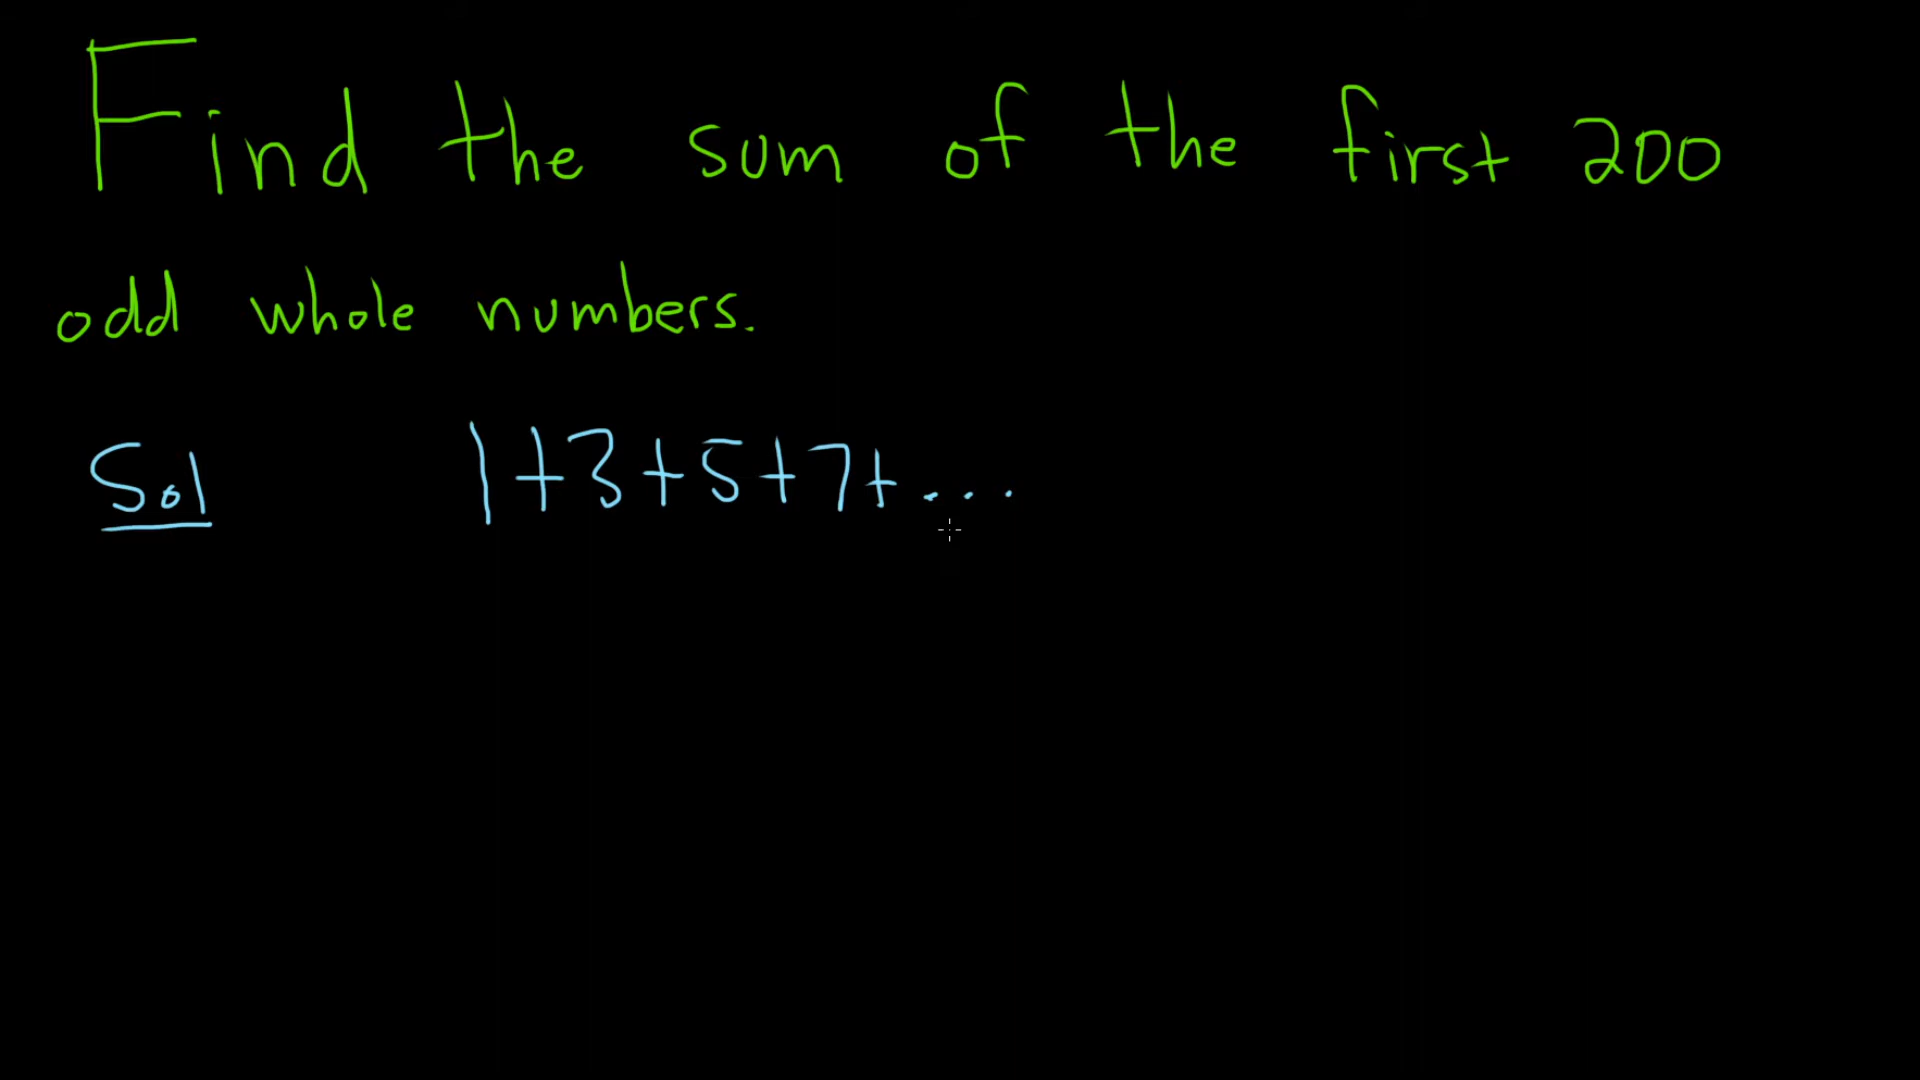 Find the sum of the first 200
odd whole numbers.
Sol 1+3+5+7+...